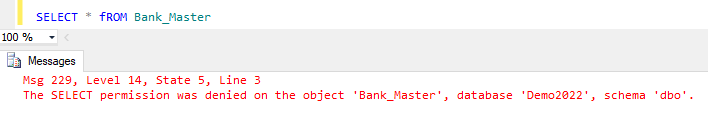 SELECT * fROM Bank_Master
100 %
Messages
Msg 229, Level 14, State 5, Line 3
The SELECT permission was denied on the object 'Bank_Master', database 'Demo2022', schema 'dbo'.